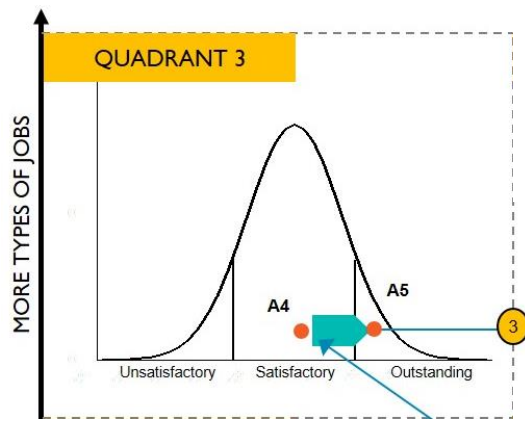 QUADRANT 3
MORE TYPES OF JOBS
A5
A4
3
Unsatisfactory Satisfactory Outstanding